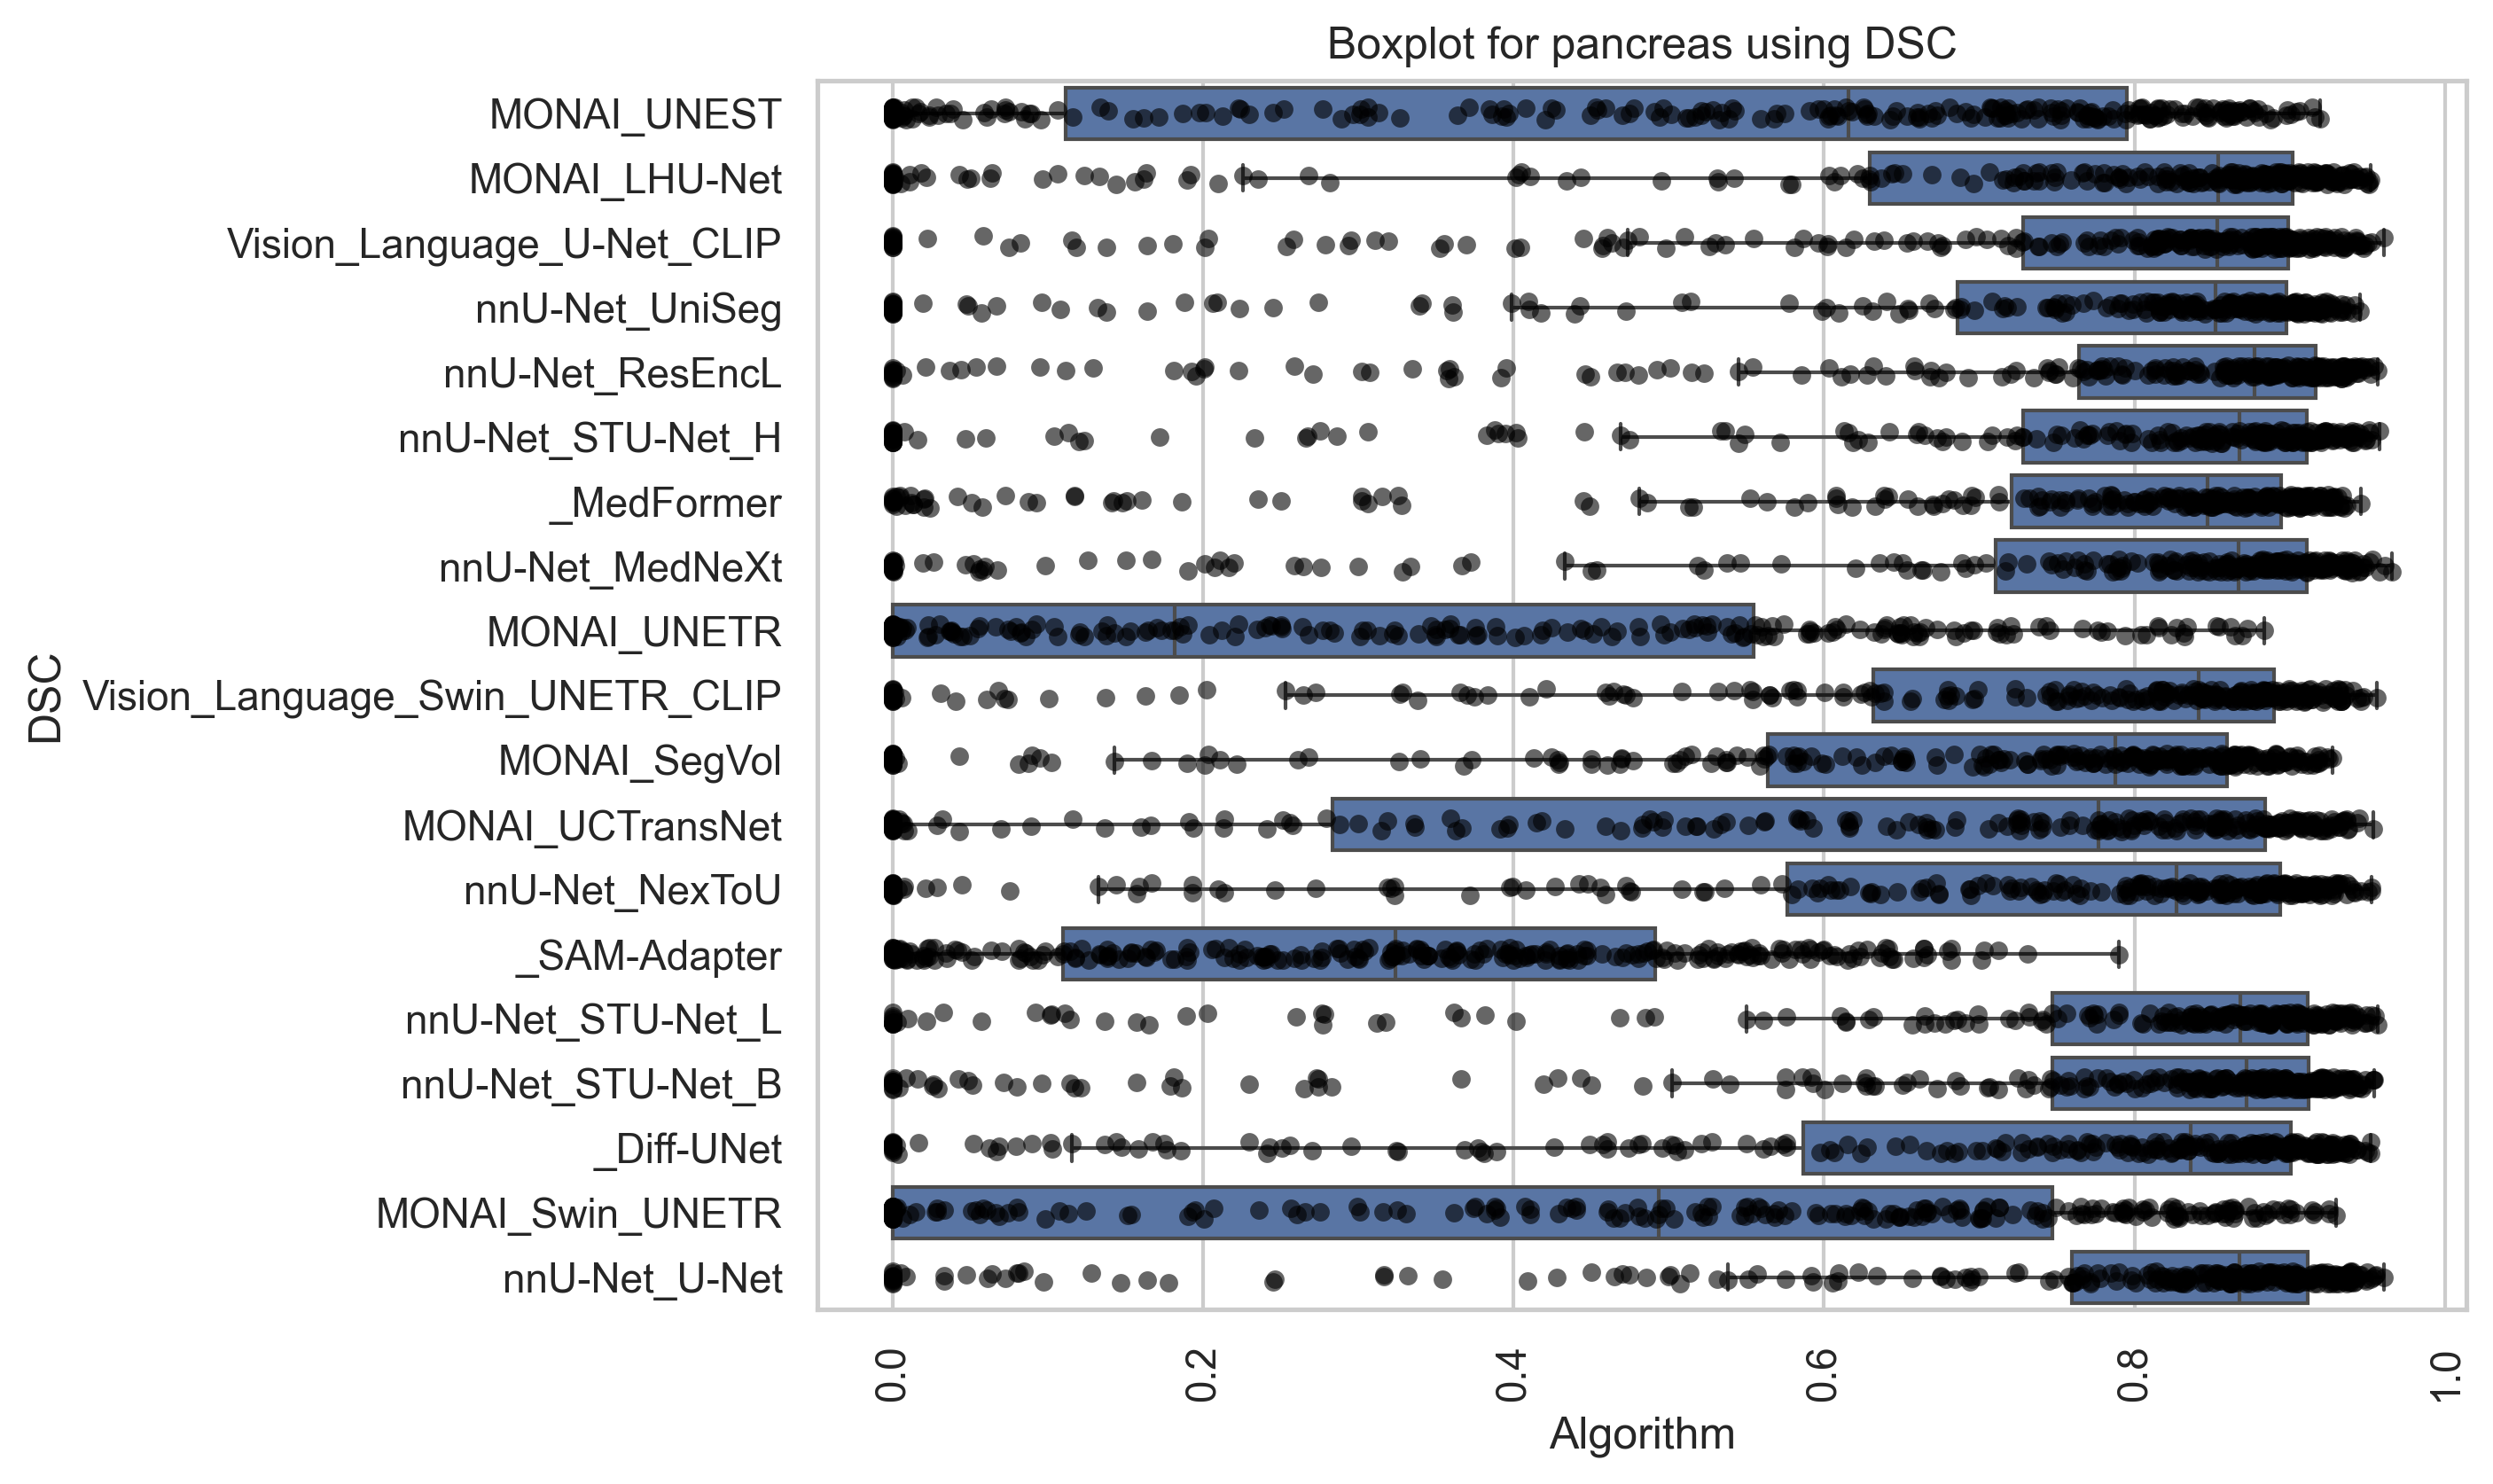 Boxplot for pancreas using DSC
MONAI_UNEST
MONAI_LHU-Net
Vision_Language_U-Net_CLIP
nnU-Net_UniSeg
nnU-Net_ResEncL
nnU-Net_STU-Net_H
_MedFormer
nnU-Net_MedNeXt
MONAI_UNETR
Vision_Language_Swin_UNETR_CLIP
MONAI_SegVol
MONAI_UCTransNet
nnU-Net_NexToU
_SAM-Adapter
nnU-Net_STU-Net_L
nnU-Net_STU-Net_B
_Diff-UNet
MONAI_Swin_UNETR
nnU-Net_U-Net
DSC
0.0 0.2 0.4 0.6 0.8 1.0
Algorithm